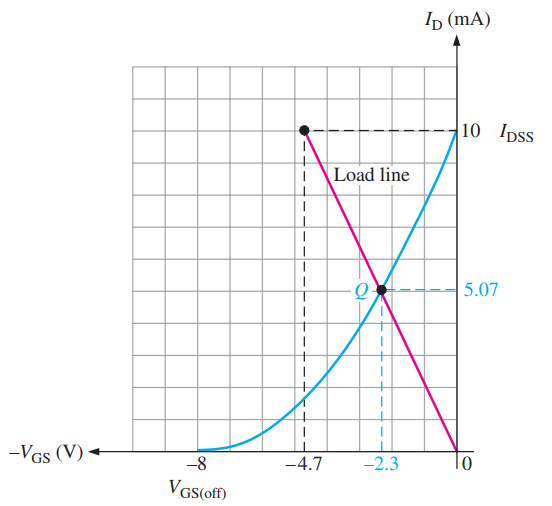 I_D (mA)
10 I_DSS
Load line
Q 5.07
–V_GS (V)
–8 –4.7 –2.3 0
V_GS(off)